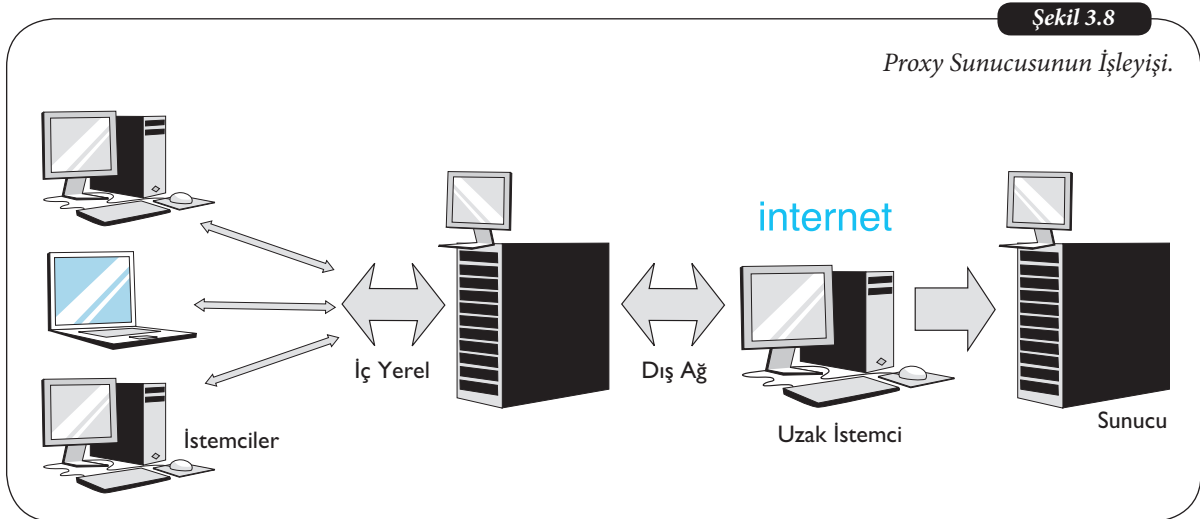 Şekil 3.8
Proxy Sunucusunun İşleyişi.
internet
İç Yerel
Dış Ağ
İstemciler
Uzak İstemci
Sunucu